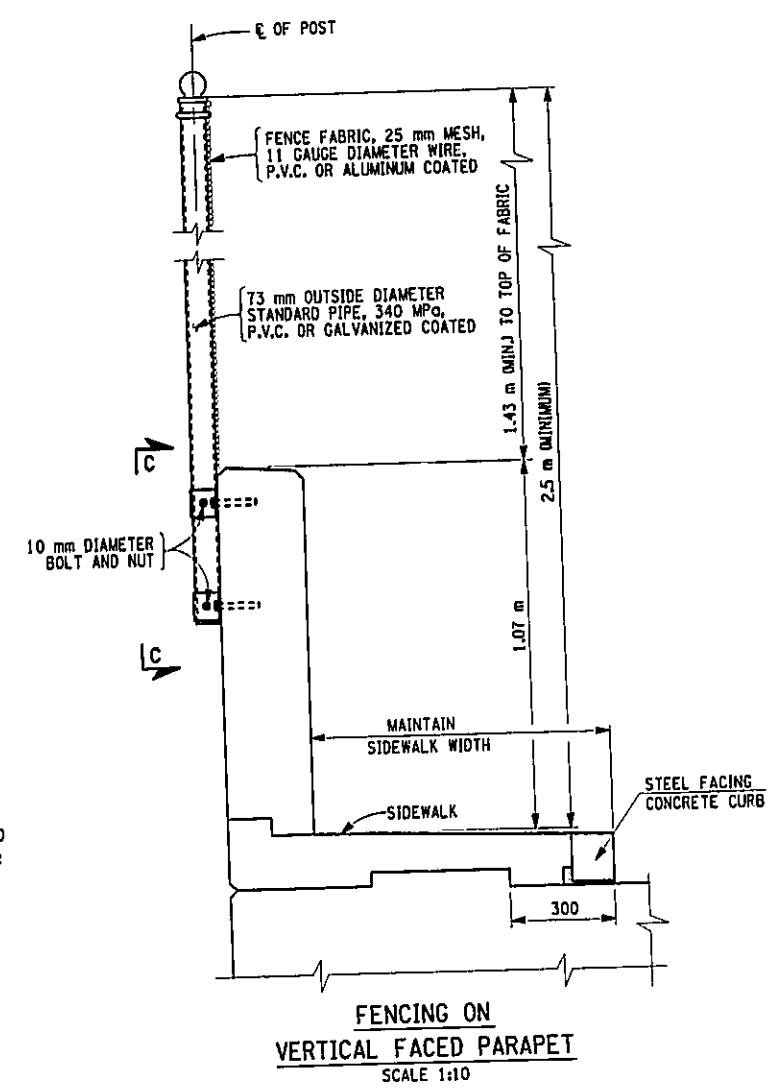 ℄ OF POST
FENCE FABRIC, 25 mm MESH,
11 GAUGE DIAMETER WIRE,
P.V.C. OR ALUMINUM COATED
73 mm OUTSIDE DIAMETER
STANDARD PIPE, 340 MPa,
P.V.C. OR GALVANIZED COATED
1.43 m (MIN.) TO TOP OF FABRIC
2.5 m (MINIMUM)
C
10 mm DIAMETER
BOLT AND NUT
1.07 m
C
MAINTAIN
SIDEWALK WIDTH
STEEL FACING
CONCRETE CURB
SIDEWALK
300
FENCING ON
VERTICAL FACED PARAPET
SCALE 1:10